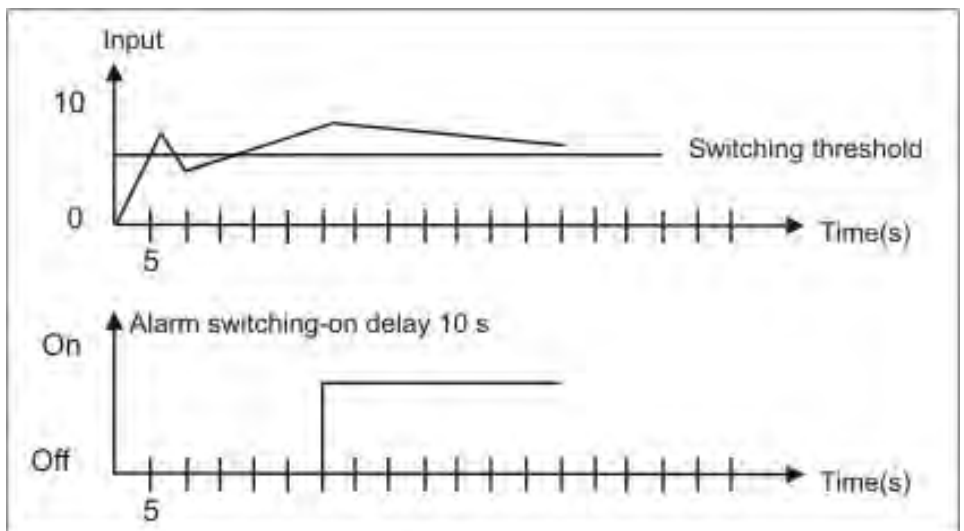 Input
10
Switching threshold
0
Time(s)
5
Alarm switching-on delay 10 s
On
Off
Time(s)
5